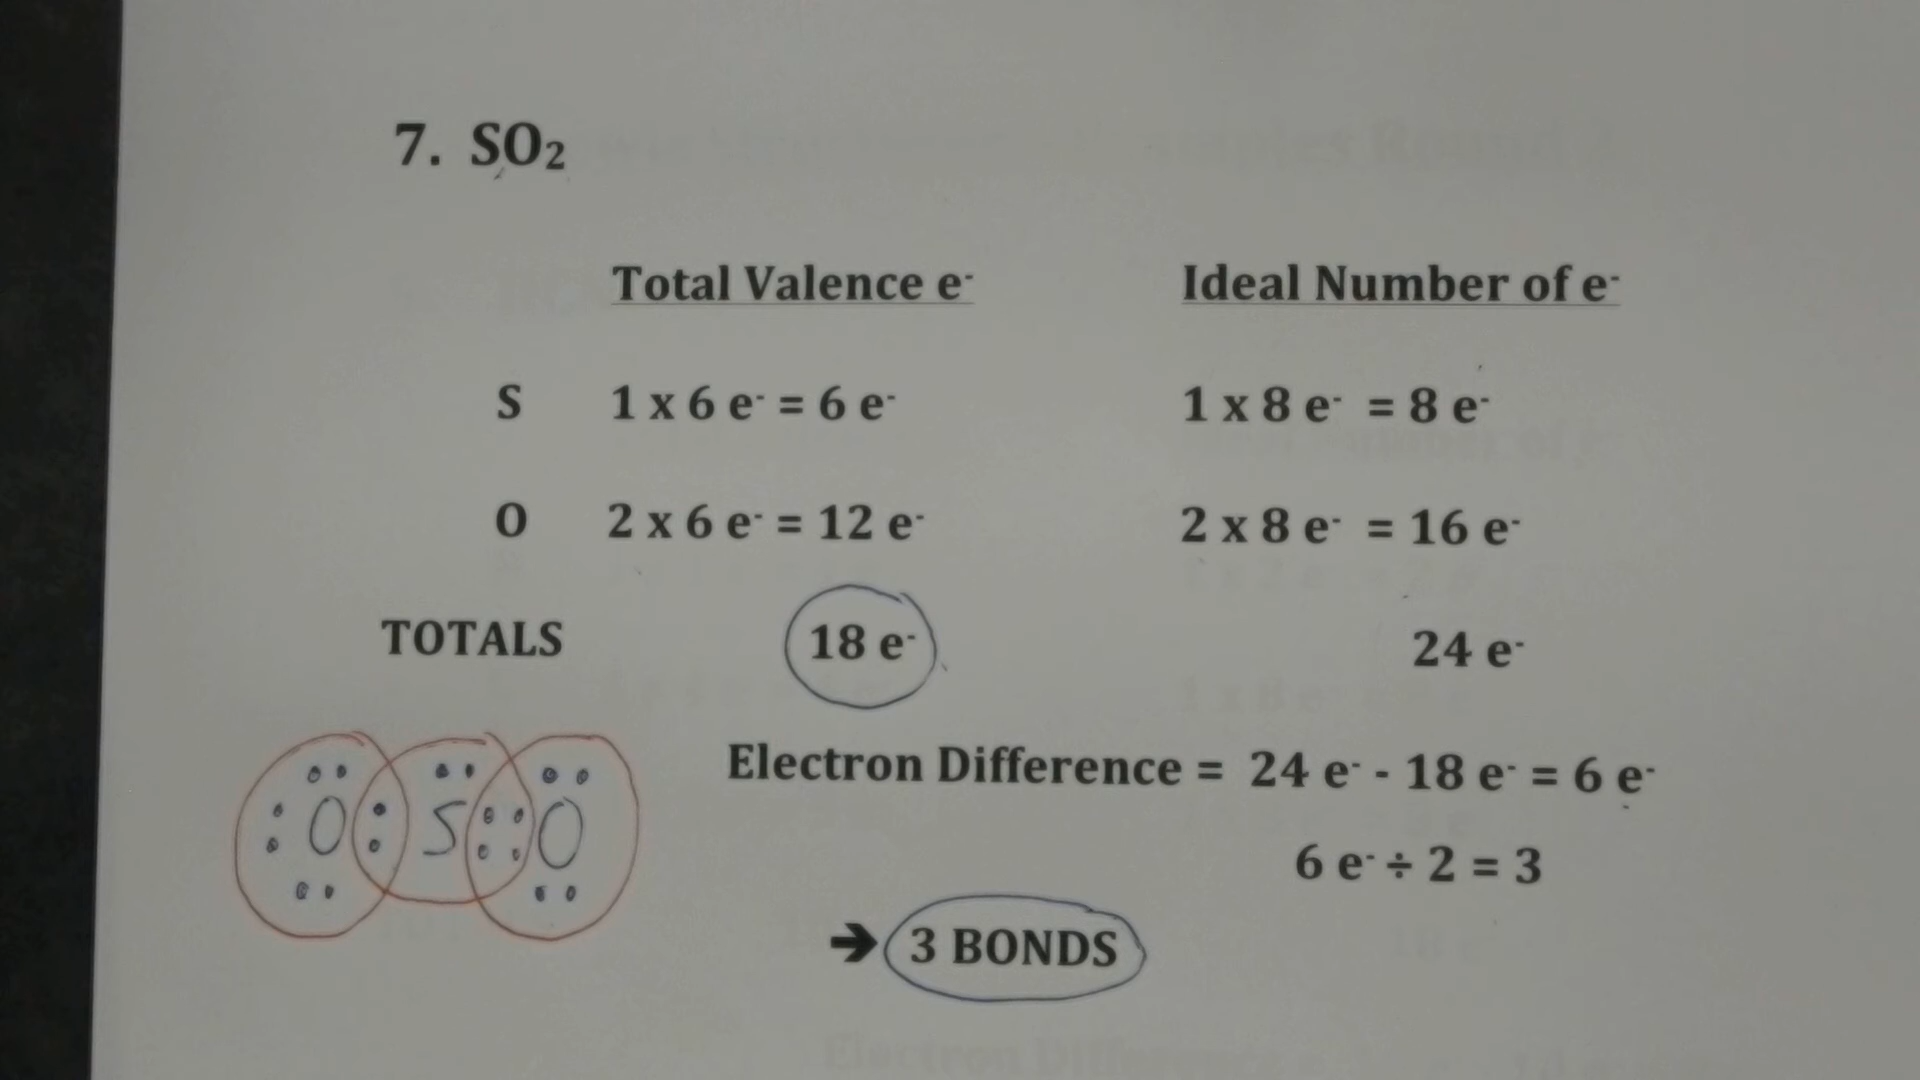 7. SO₂
Total Valence e⁻ Ideal Number of e⁻
S 1 x 6 e⁻ = 6 e⁻ 1 x 8 e⁻ = 8 e⁻
O 2 x 6 e⁻ = 12 e⁻ 2 x 8 e⁻ = 16 e⁻
TOTALS 18 e⁻ 24 e⁻
Electron Difference = 24 e⁻ - 18 e⁻ = 6 e⁻
O S O
6 e⁻ ÷ 2 = 3
➔ 3 BONDS